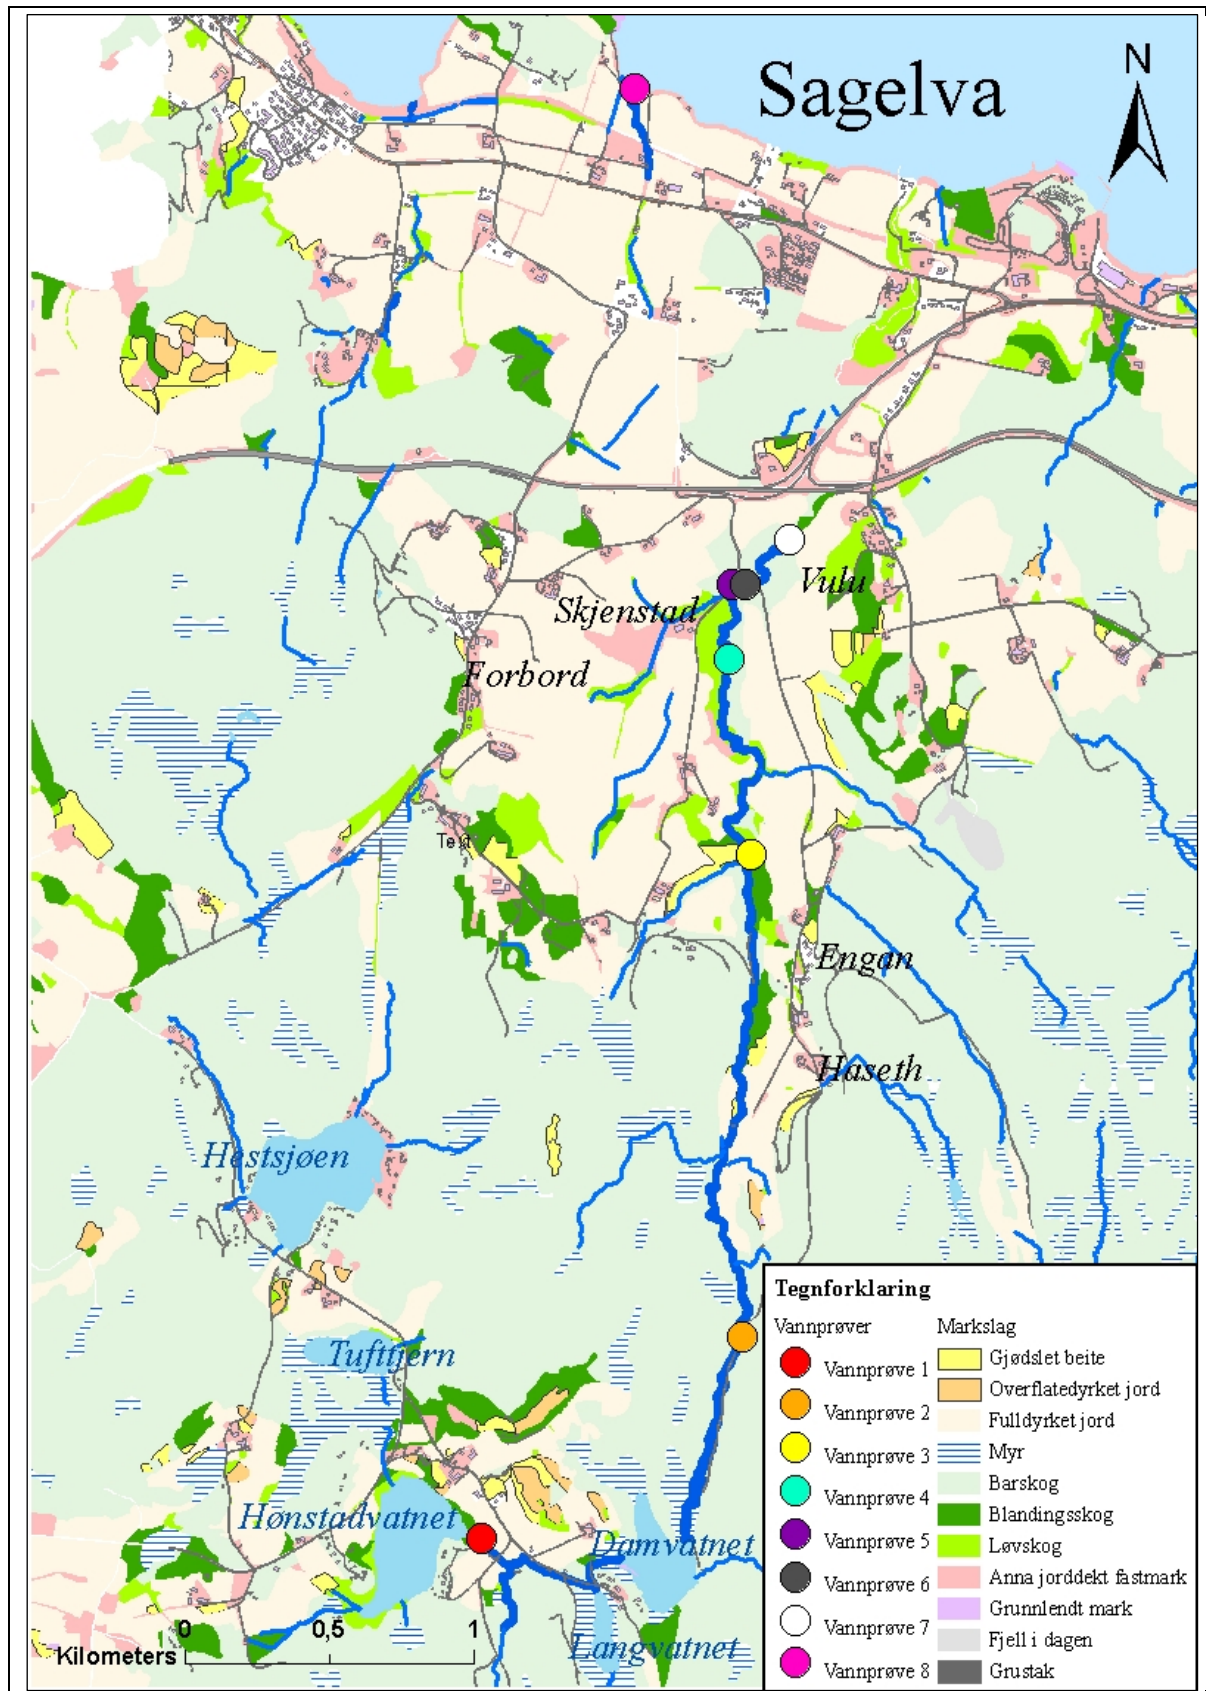 Sagelva
N
Vulu
Skjenstad
Forbord
Tekt
Engan
Haseth
Hestsjøen
Tufttjern
Hønstadvatnet
Damvatnet
Langvatnet
0 0,5 1
Kilometers
Tegnforklaring
Vannprøver
Vannprøve 1
Vannprøve 2
Vannprøve 3
Vannprøve 4
Vannprøve 5
Vannprøve 6
Vannprøve 7
Vannprøve 8
Markslag
Gjødslet beite
Overflatedyrket jord
Fulldyrket jord
Myr
Barskog
Blandingsskog
Løvskog
Anna jorddekt fastmark
Grunnlendt mark
Fjell i dagen
Grustak